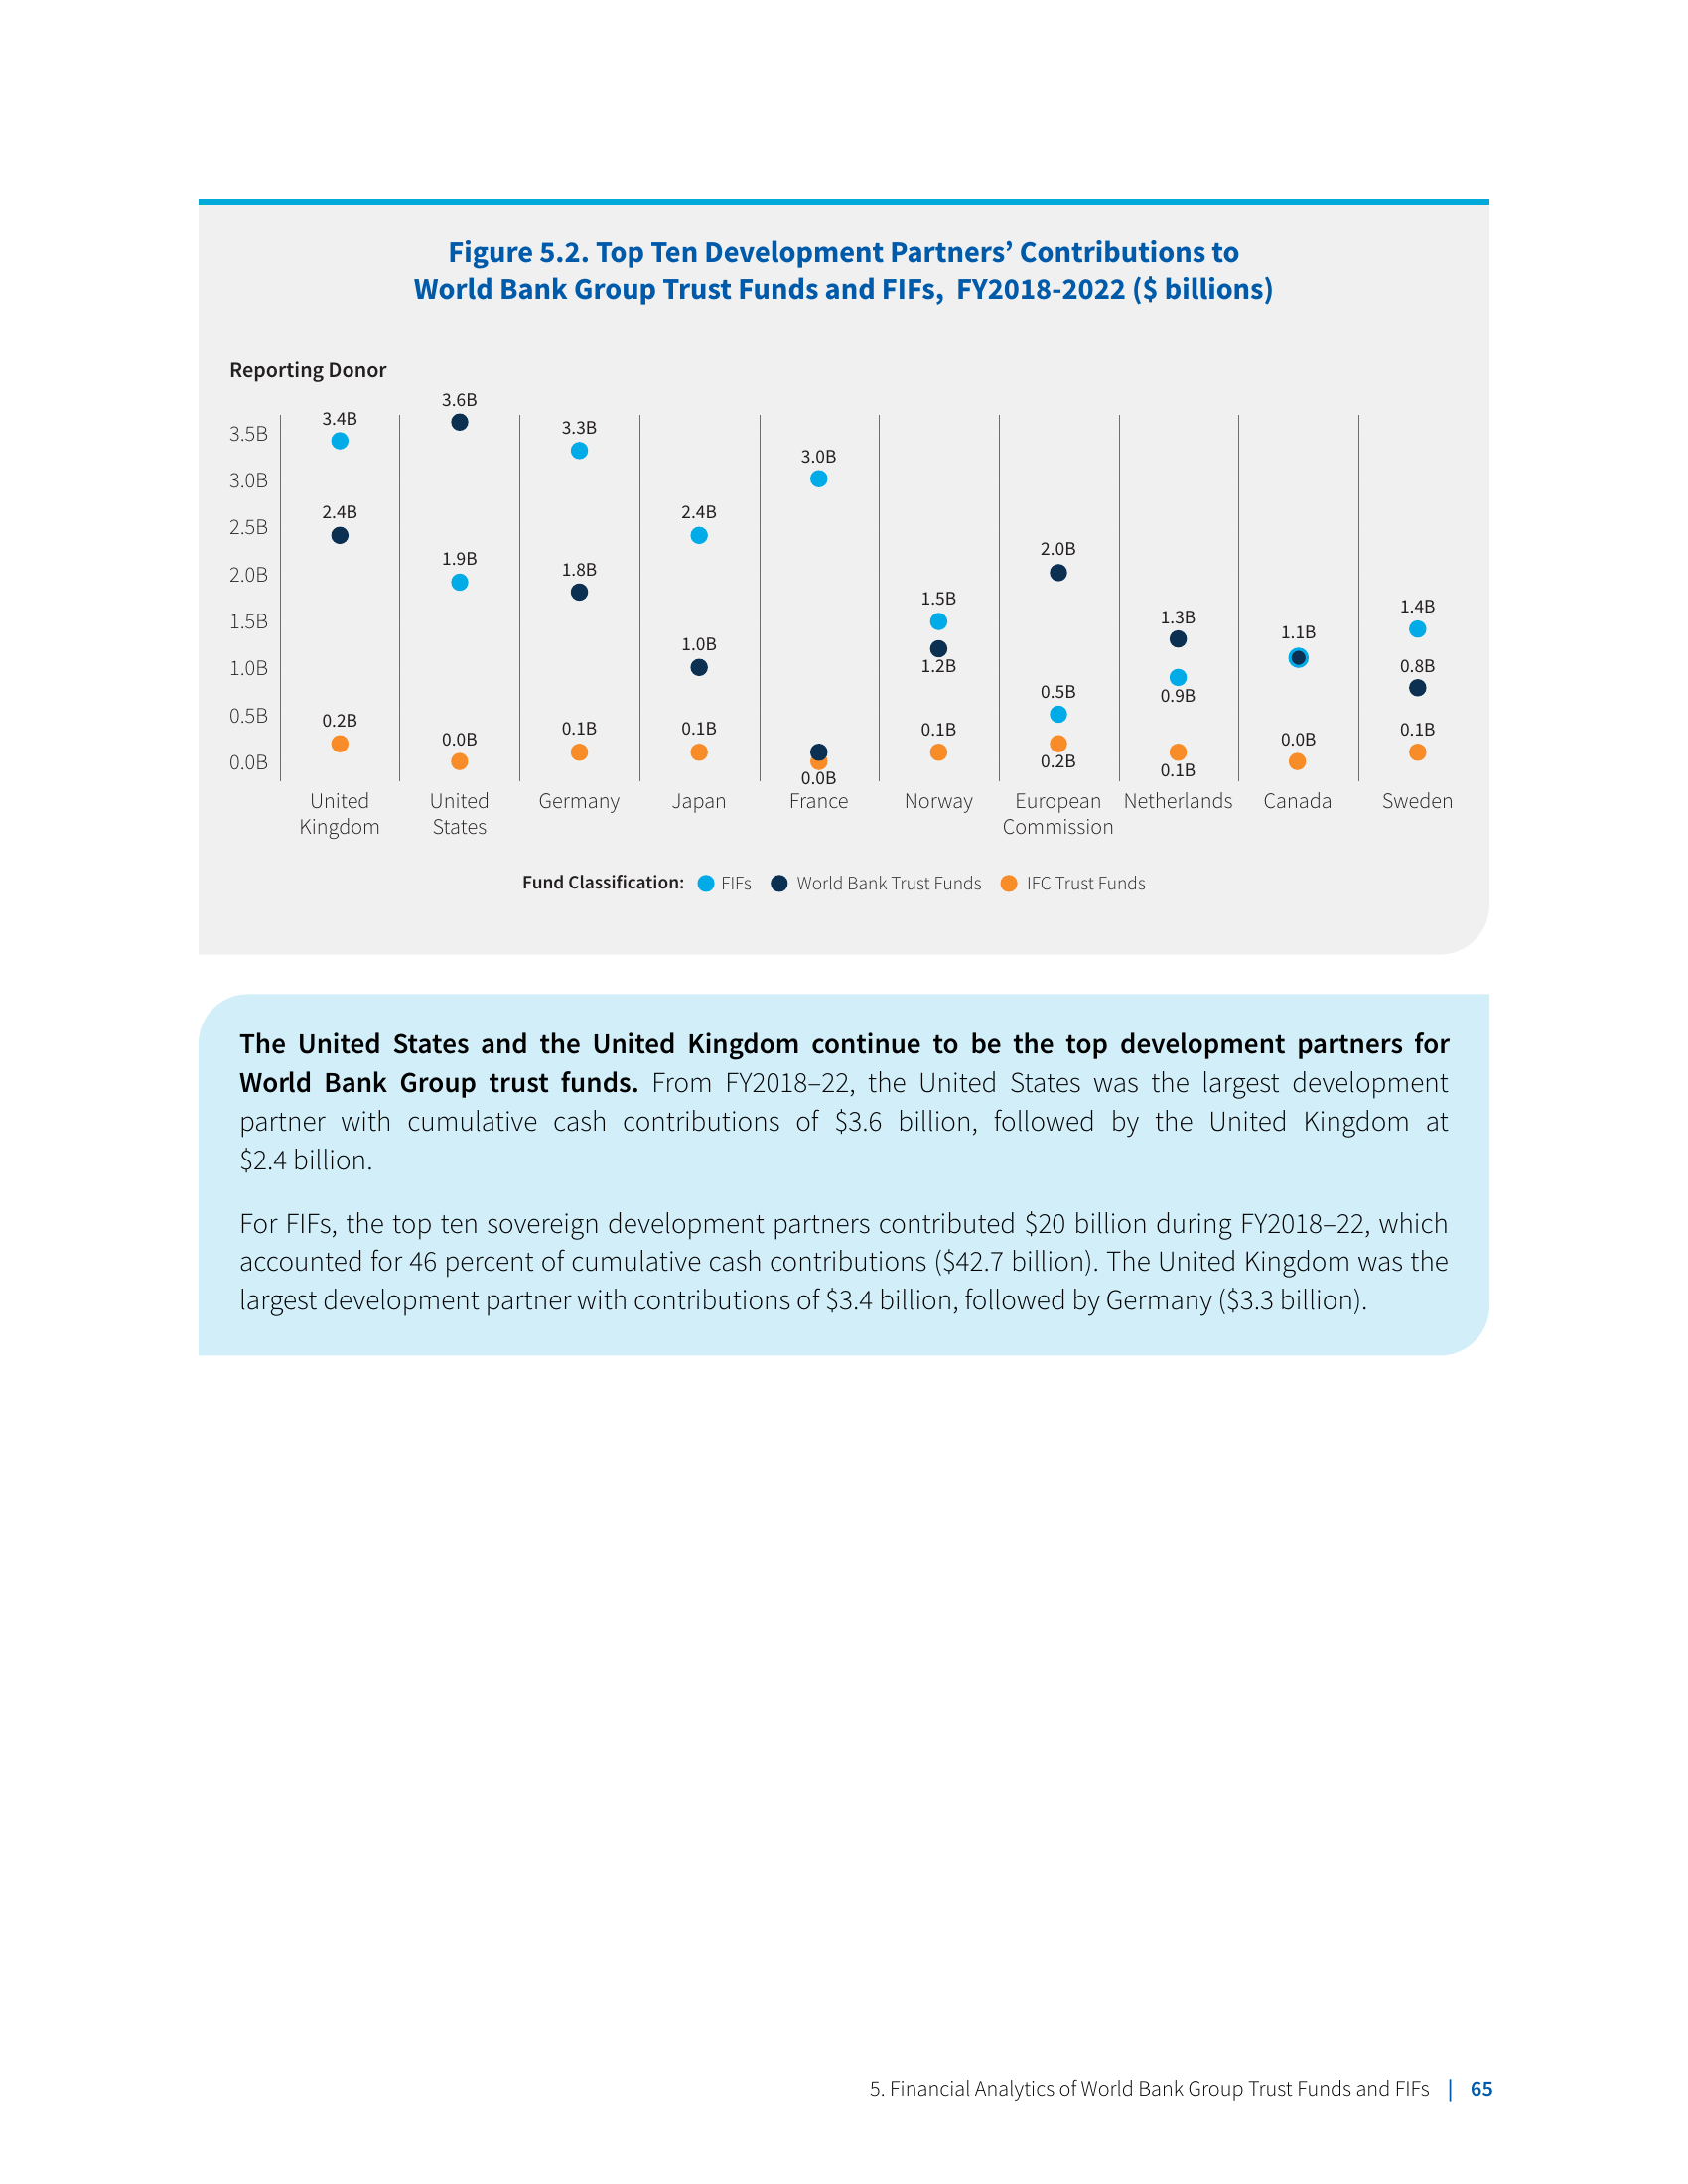 Figure 5.2. Top Ten Development Partners’ Contributions to
World Bank Group Trust Funds and FIFs, FY2018-2022 ($ billions)
Reporting Donor
3.5B
3.0B
2.5B
2.0B
1.5B
1.0B
0.5B
0.0B
3.4B
2.4B
0.2B
3.6B
1.9B
0.0B
3.3B
1.8B
0.1B
2.4B
1.0B
0.1B
3.0B
0.0B
1.5B
1.2B
0.1B
2.0B
0.5B
0.2B
1.3B
0.9B
0.1B
1.1B
0.0B
1.4B
0.8B
0.1B
United
Kingdom
United
States
Germany
Japan
France
Norway
European
Commission
Netherlands
Canada
Sweden
Fund Classification: FIFs World Bank Trust Funds IFC Trust Funds
The United States and the United Kingdom continue to be the top development partners for
World Bank Group trust funds. From FY2018–22, the United States was the largest development
partner with cumulative cash contributions of $3.6 billion, followed by the United Kingdom at
$2.4 billion.
For FIFs, the top ten sovereign development partners contributed $20 billion during FY2018–22, which
accounted for 46 percent of cumulative cash contributions ($42.7 billion). The United Kingdom was the
largest development partner with contributions of $3.4 billion, followed by Germany ($3.3 billion).
5. Financial Analytics of World Bank Group Trust Funds and FIFs | 65